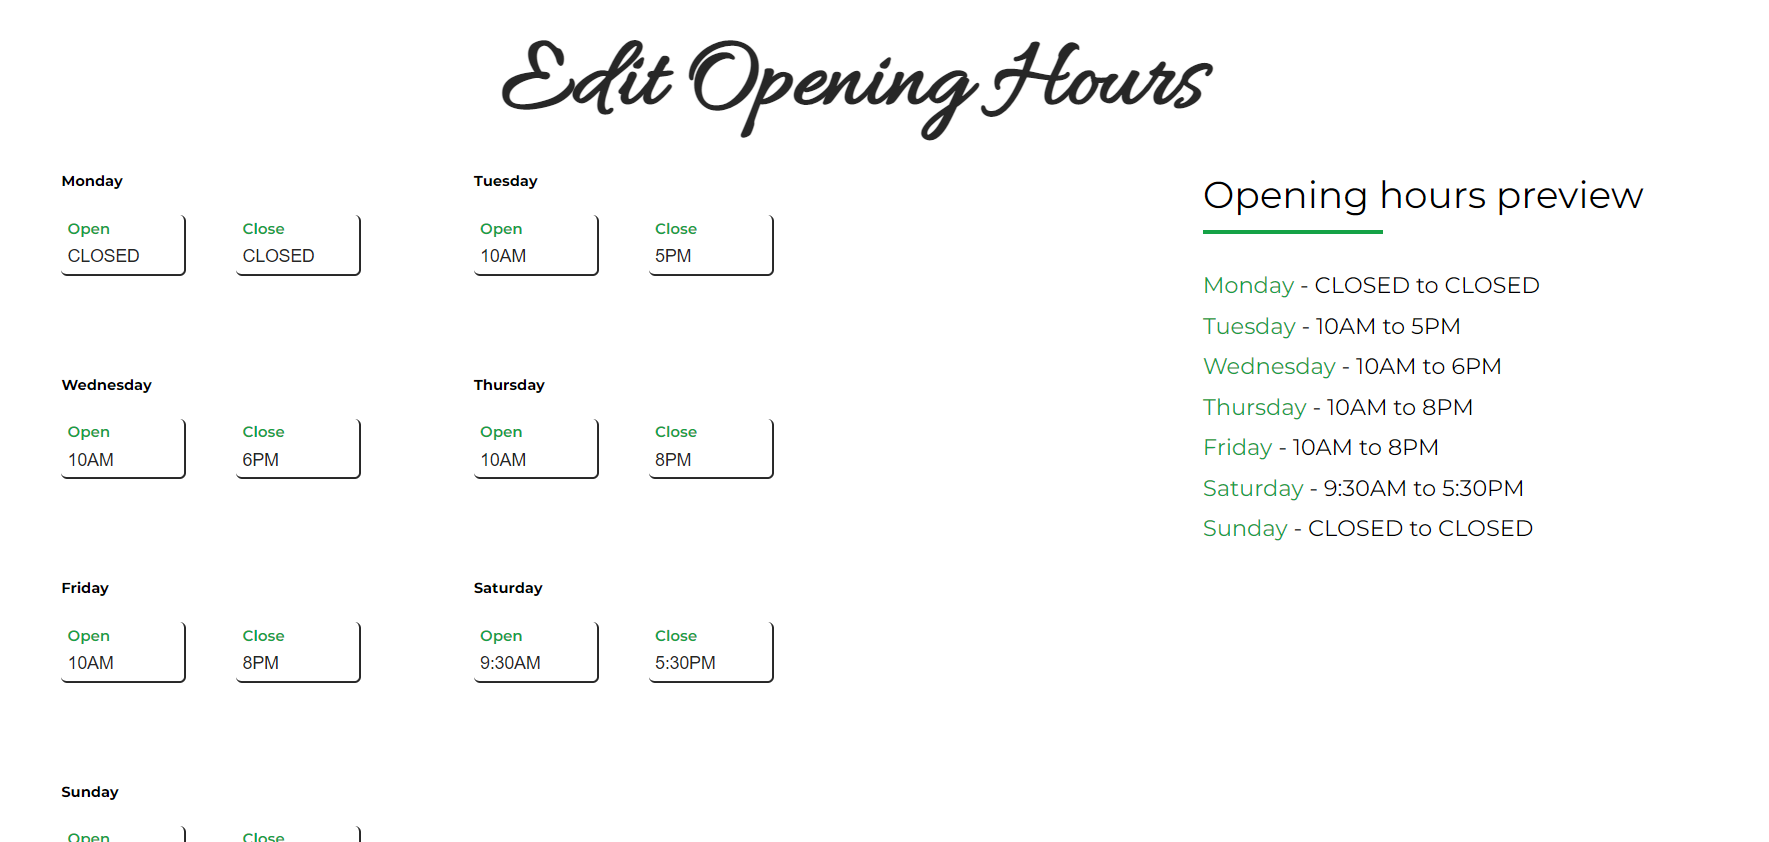 Edit Opening Hours
Monday
Open
CLOSED
Close
CLOSED
Tuesday
Open
10AM
Close
5PM
Wednesday
Open
10AM
Close
6PM
Thursday
Open
10AM
Close
8PM
Friday
Open
10AM
Close
8PM
Saturday
Open
9:30AM
Close
5:30PM
Sunday
Open
Close
Opening hours preview
Monday - CLOSED to CLOSED
Tuesday - 10AM to 5PM
Wednesday - 10AM to 6PM
Thursday - 10AM to 8PM
Friday - 10AM to 8PM
Saturday - 9:30AM to 5:30PM
Sunday - CLOSED to CLOSED